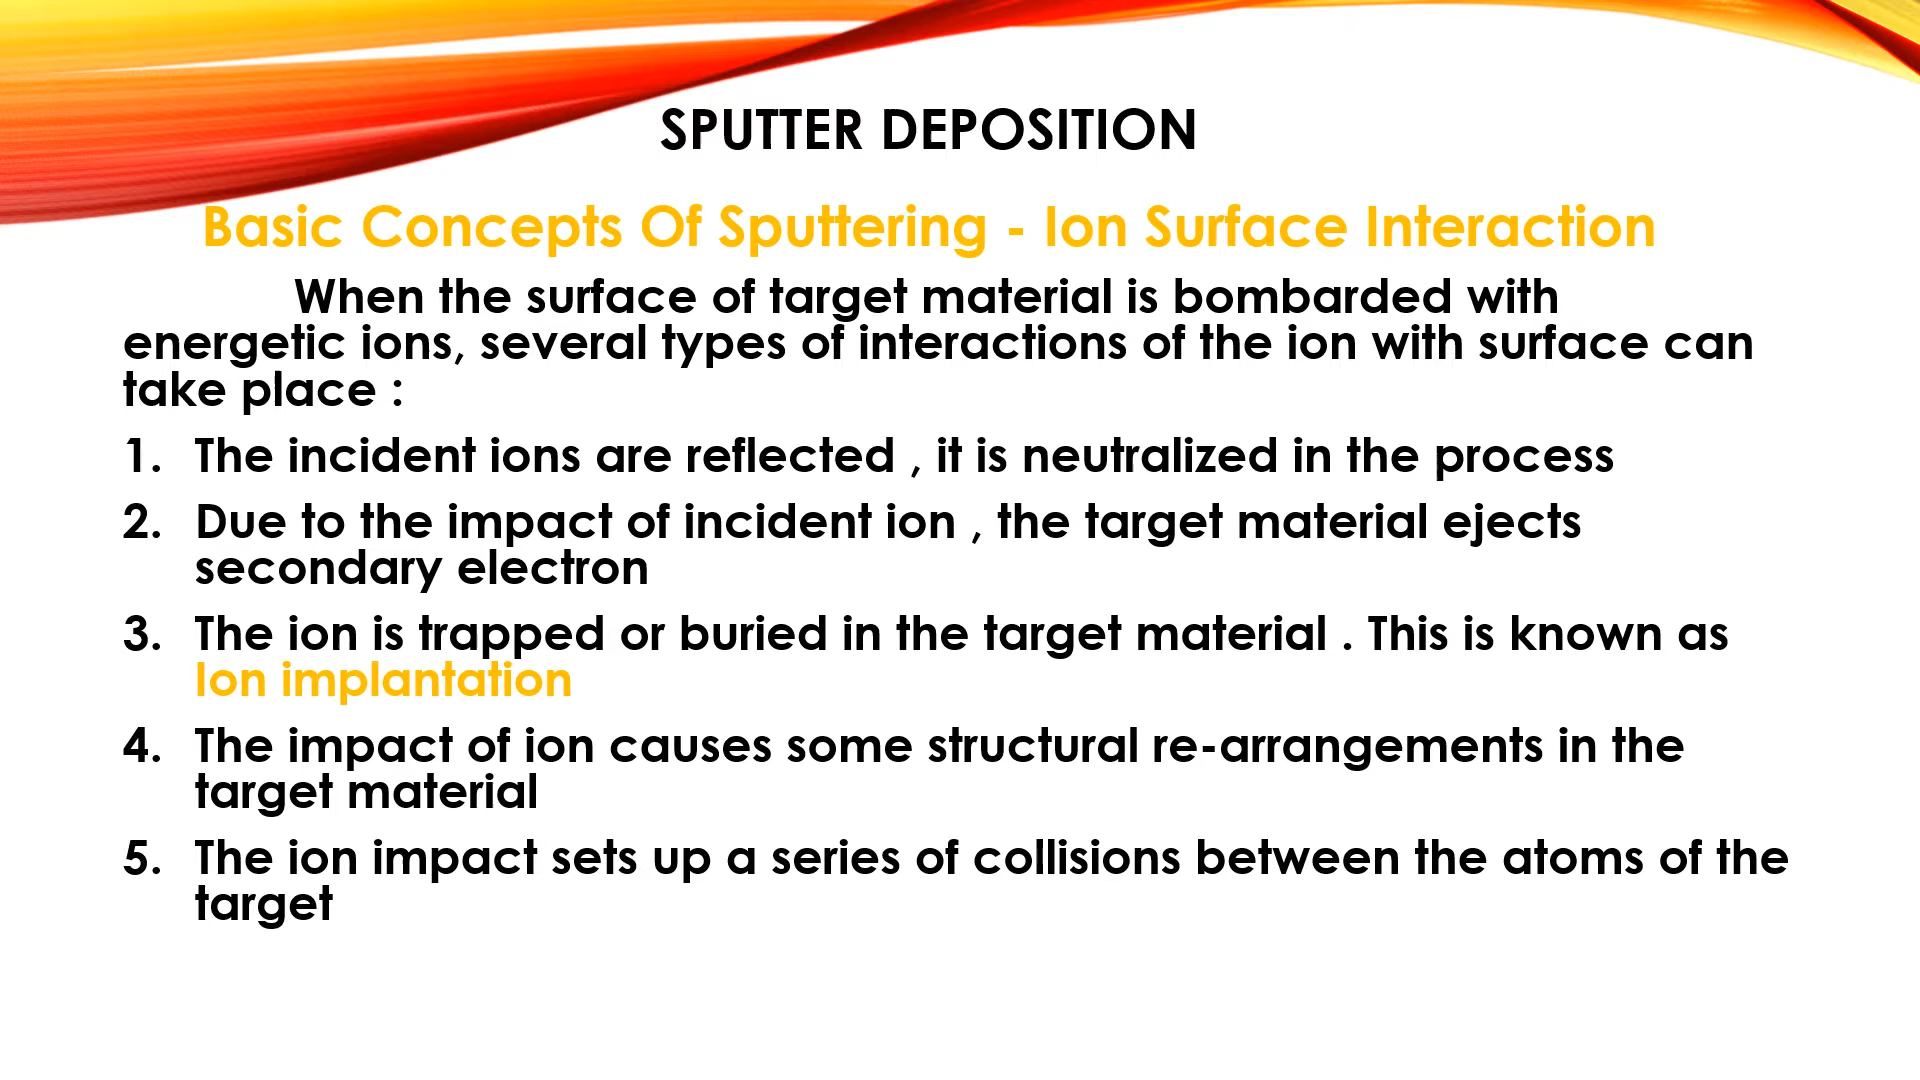 SPUTTER DEPOSITION
Basic Concepts Of Sputtering - Ion Surface Interaction
When the surface of target material is bombarded with
energetic ions, several types of interactions of the ion with surface can
take place :
1. The incident ions are reflected , it is neutralized in the process
2. Due to the impact of incident ion , the target material ejects
secondary electron
3. The ion is trapped or buried in the target material . This is known as
Ion implantation
4. The impact of ion causes some structural re-arrangements in the
target material
5. The ion impact sets up a series of collisions between the atoms of the
target